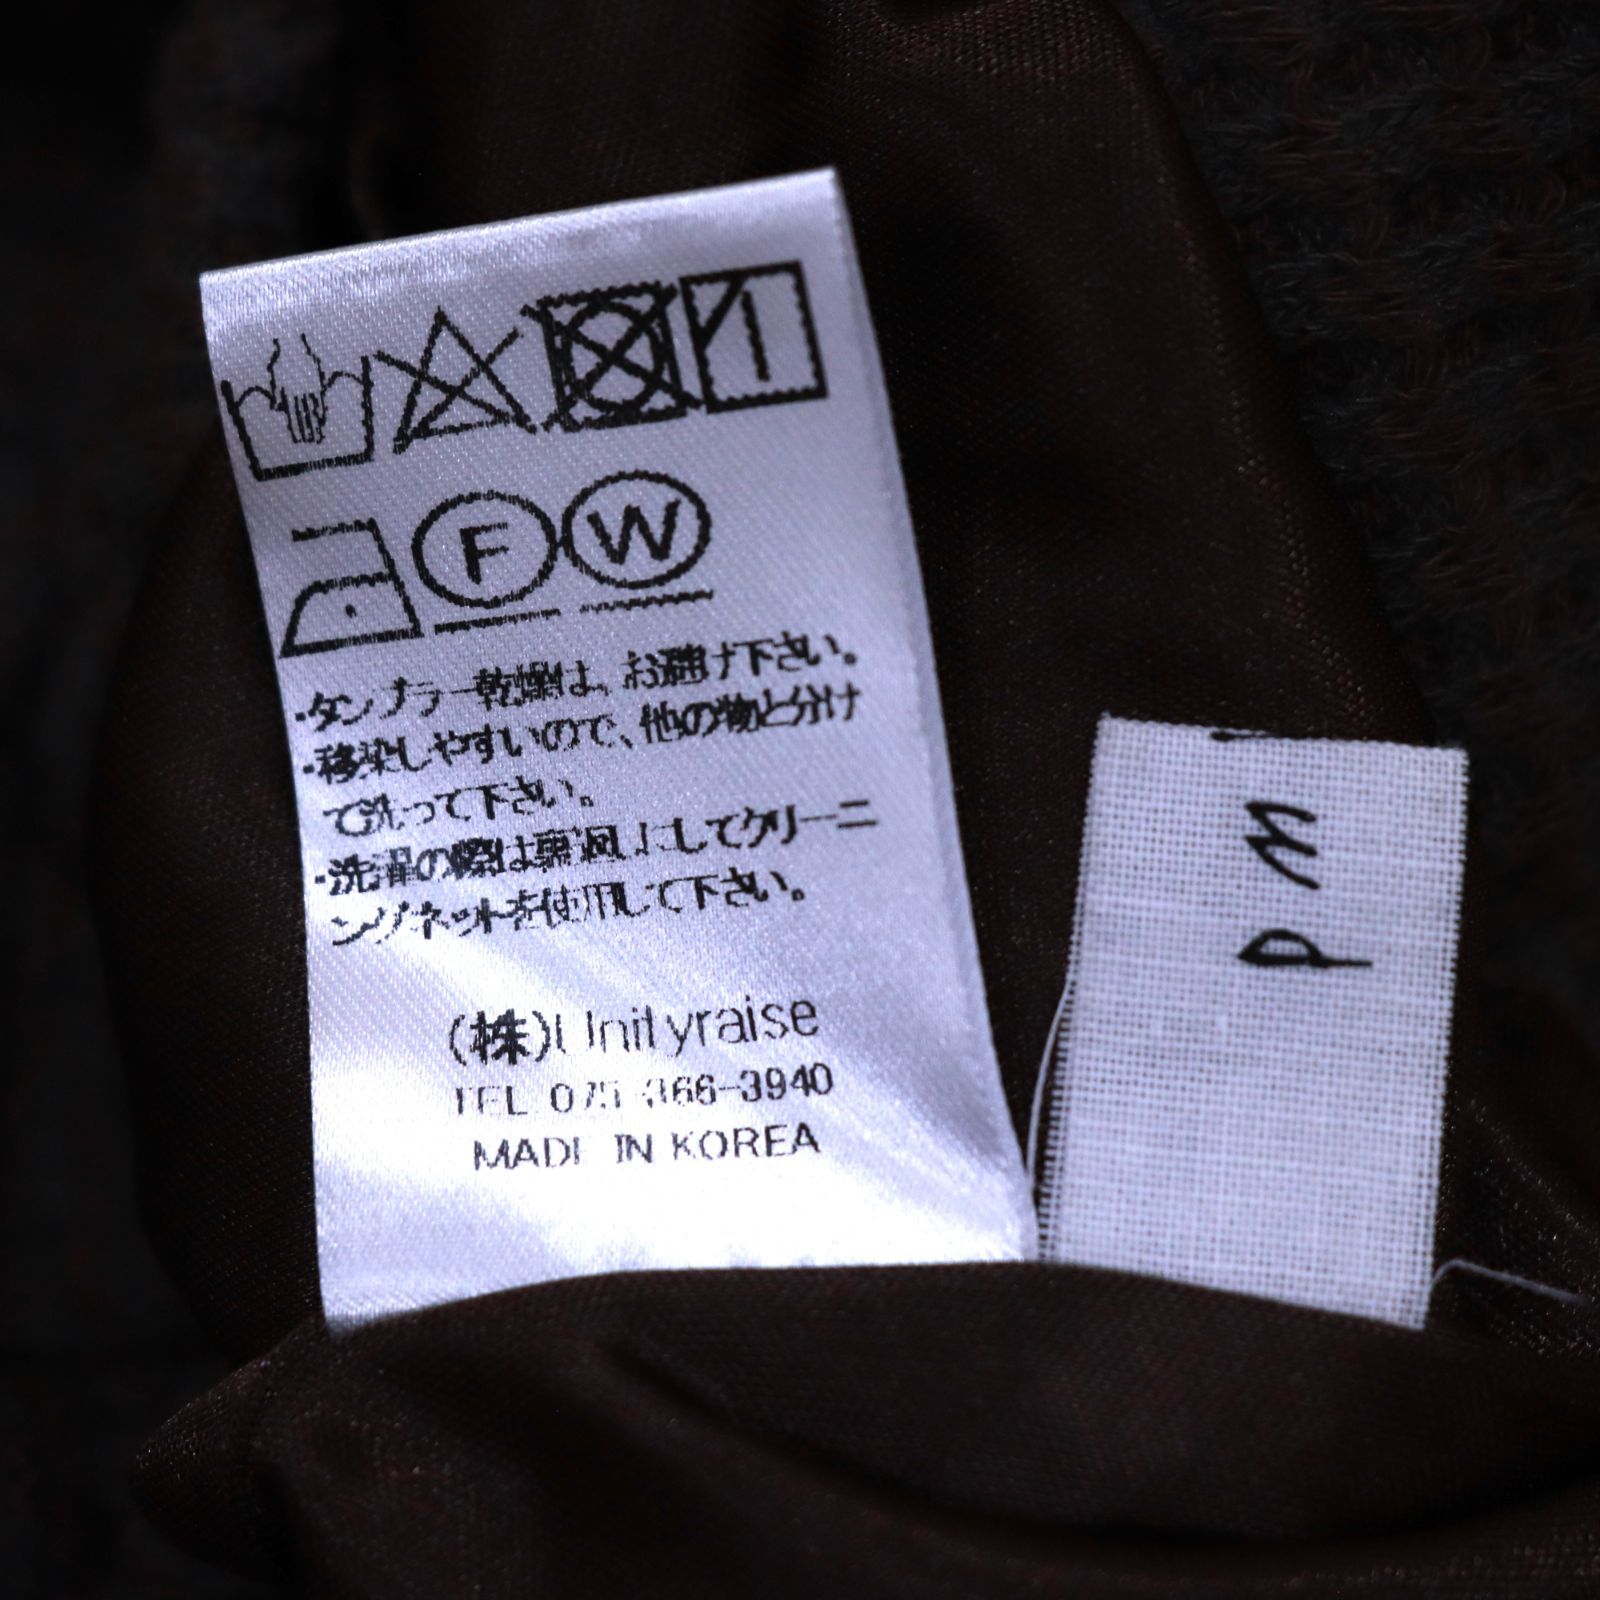 F W
・タンブラー乾燥は、お避け下さい。
・移染しやすいので、他の物と分け
て洗って下さい。
・洗濯の際は裏返しにしてクリーニ
ングネットを使用して下さい。
(株)Unityraise
TEL 075-366-3940
MADE IN KOREA